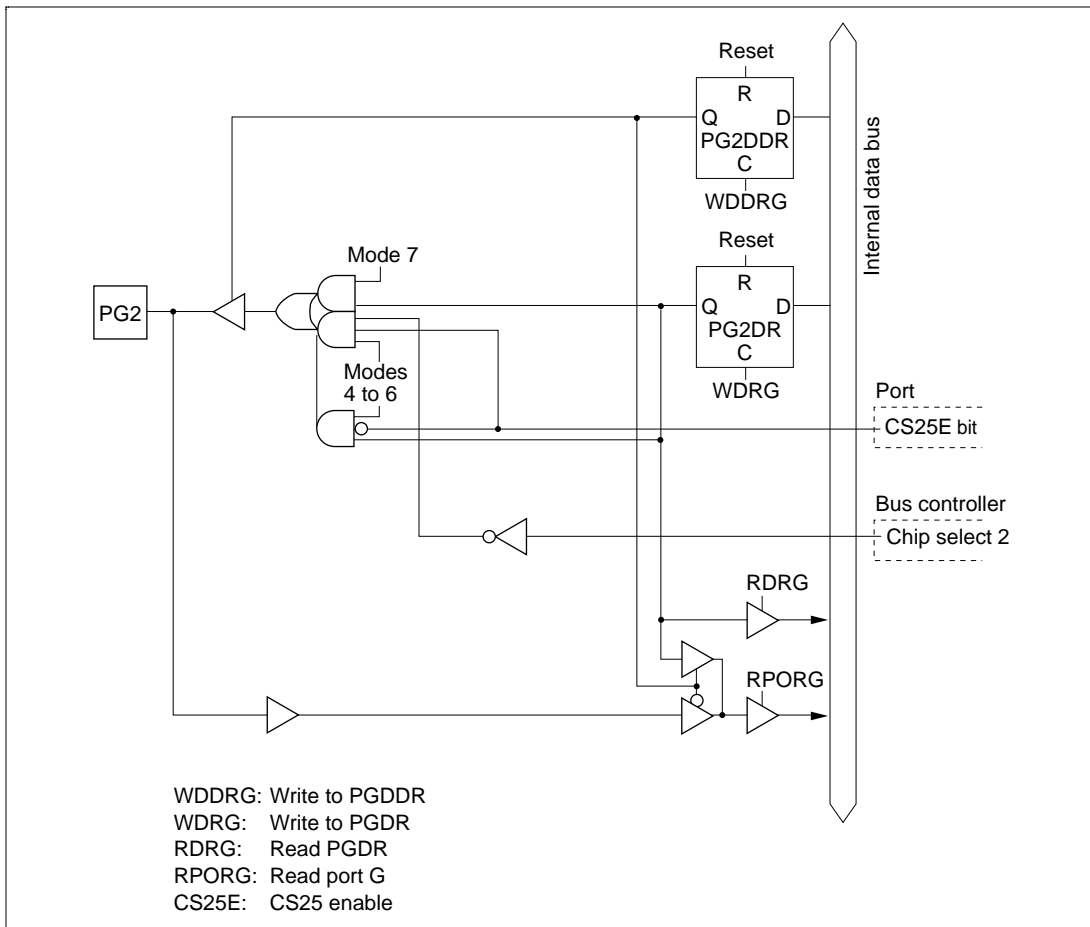 Reset
R
Q D
PG2DDR
C
WDDRG
Internal data bus
Reset
Mode 7
R
Q D
PG2
PG2DR
C
WDRG
Modes
4 to 6
Port
CS25E bit
Bus controller
Chip select 2
RDRG
RPORG
WDDRG: Write to PGDDR
WDRG: Write to PGDR
RDRG: Read PGDR
RPORG: Read port G
CS25E: CS25 enable